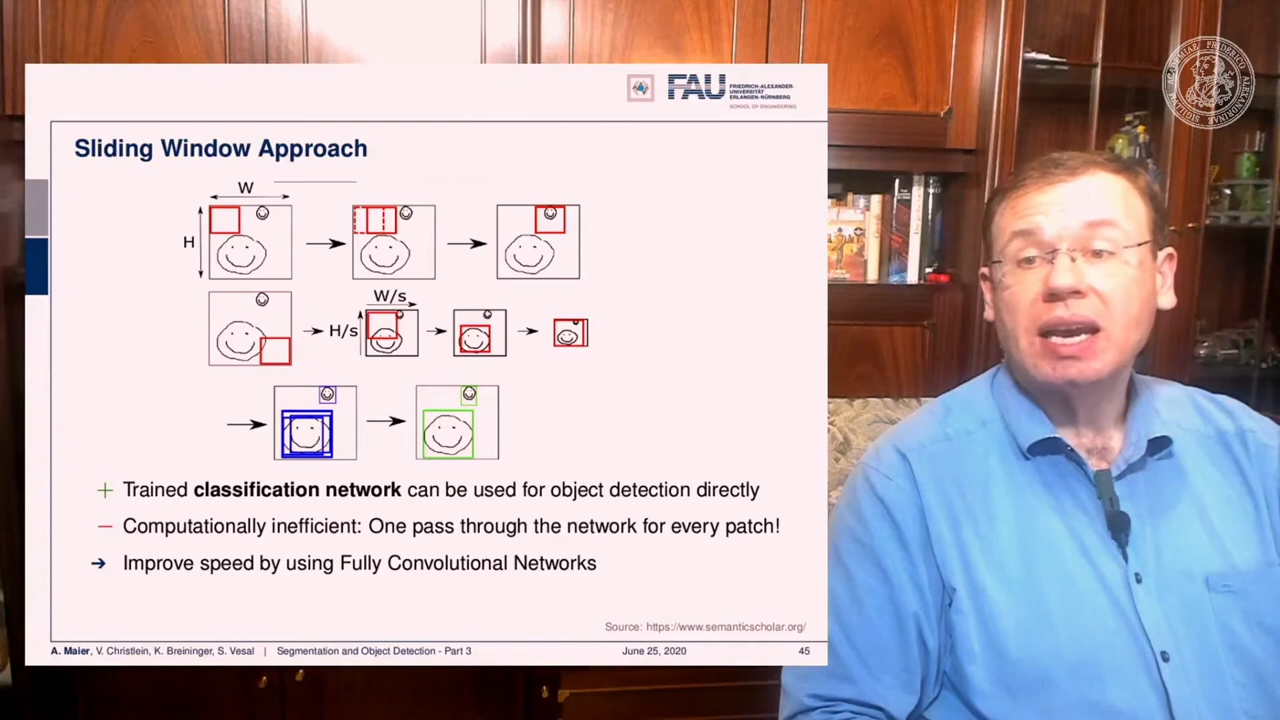 FAU FRIEDRICH-ALEXANDER-
UNIVERSITÄT
ERLANGEN-NÜRNBERG
SCHOOL OF ENGINEERING
Sliding Window Approach
W
H
W/s
H/s
+ Trained classification network can be used for object detection directly
− Computationally inefficient: One pass through the network for every patch!
➔ Improve speed by using Fully Convolutional Networks
Source: https://www.semanticscholar.org/
A. Maier, V. Christlein, K. Breininger, S. Vesal | Segmentation and Object Detection - Part 3 June 25, 2020 45